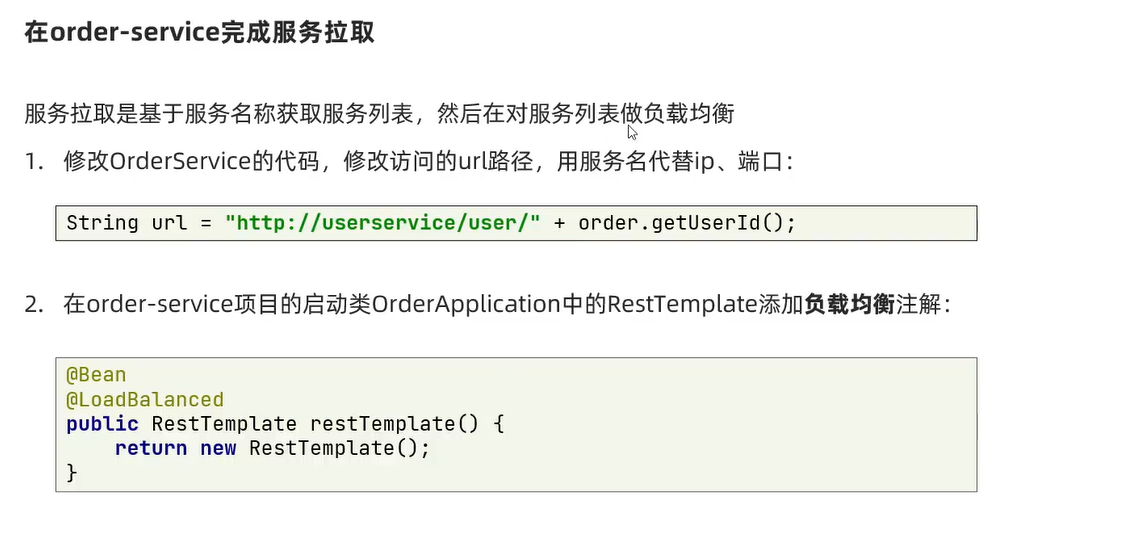 在order-service完成服务拉取
服务拉取是基于服务名称获取服务列表，然后在对服务列表做负载均衡
1. 修改OrderService的代码，修改访问的url路径，用服务名代替ip、端口：
String url = "http://userservice/user/" + order.getUserId();
2. 在order-service项目的启动类OrderApplication中的RestTemplate添加负载均衡注解：
@Bean
@LoadBalanced
public RestTemplate restTemplate() {
    return new RestTemplate();
}